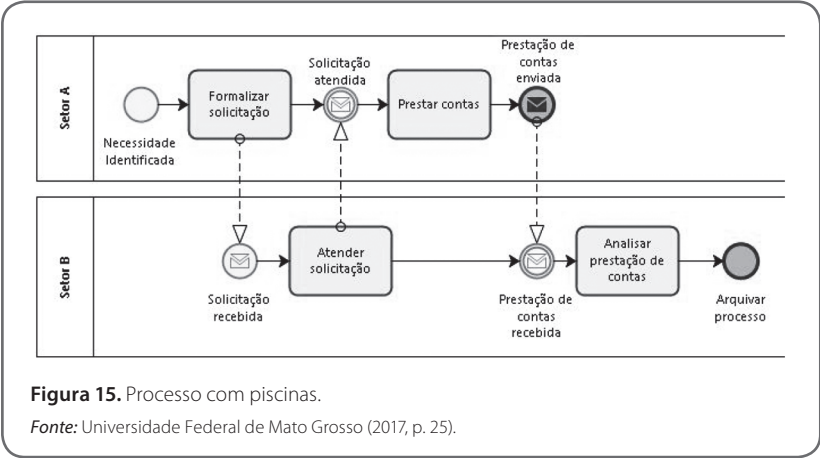 Setor A
Necessidade
Identificada
Formalizar
solicitação
Solicitação
atendida
Prestar contas
Prestação de
contas
enviada
Setor B
Solicitação
recebida
Atender
solicitação
Prestação de
contas
recebida
Analisar
prestação de
contas
Arquivar
processo
Figura 15. Processo com piscinas.
Fonte: Universidade Federal de Mato Grosso (2017, p. 25).